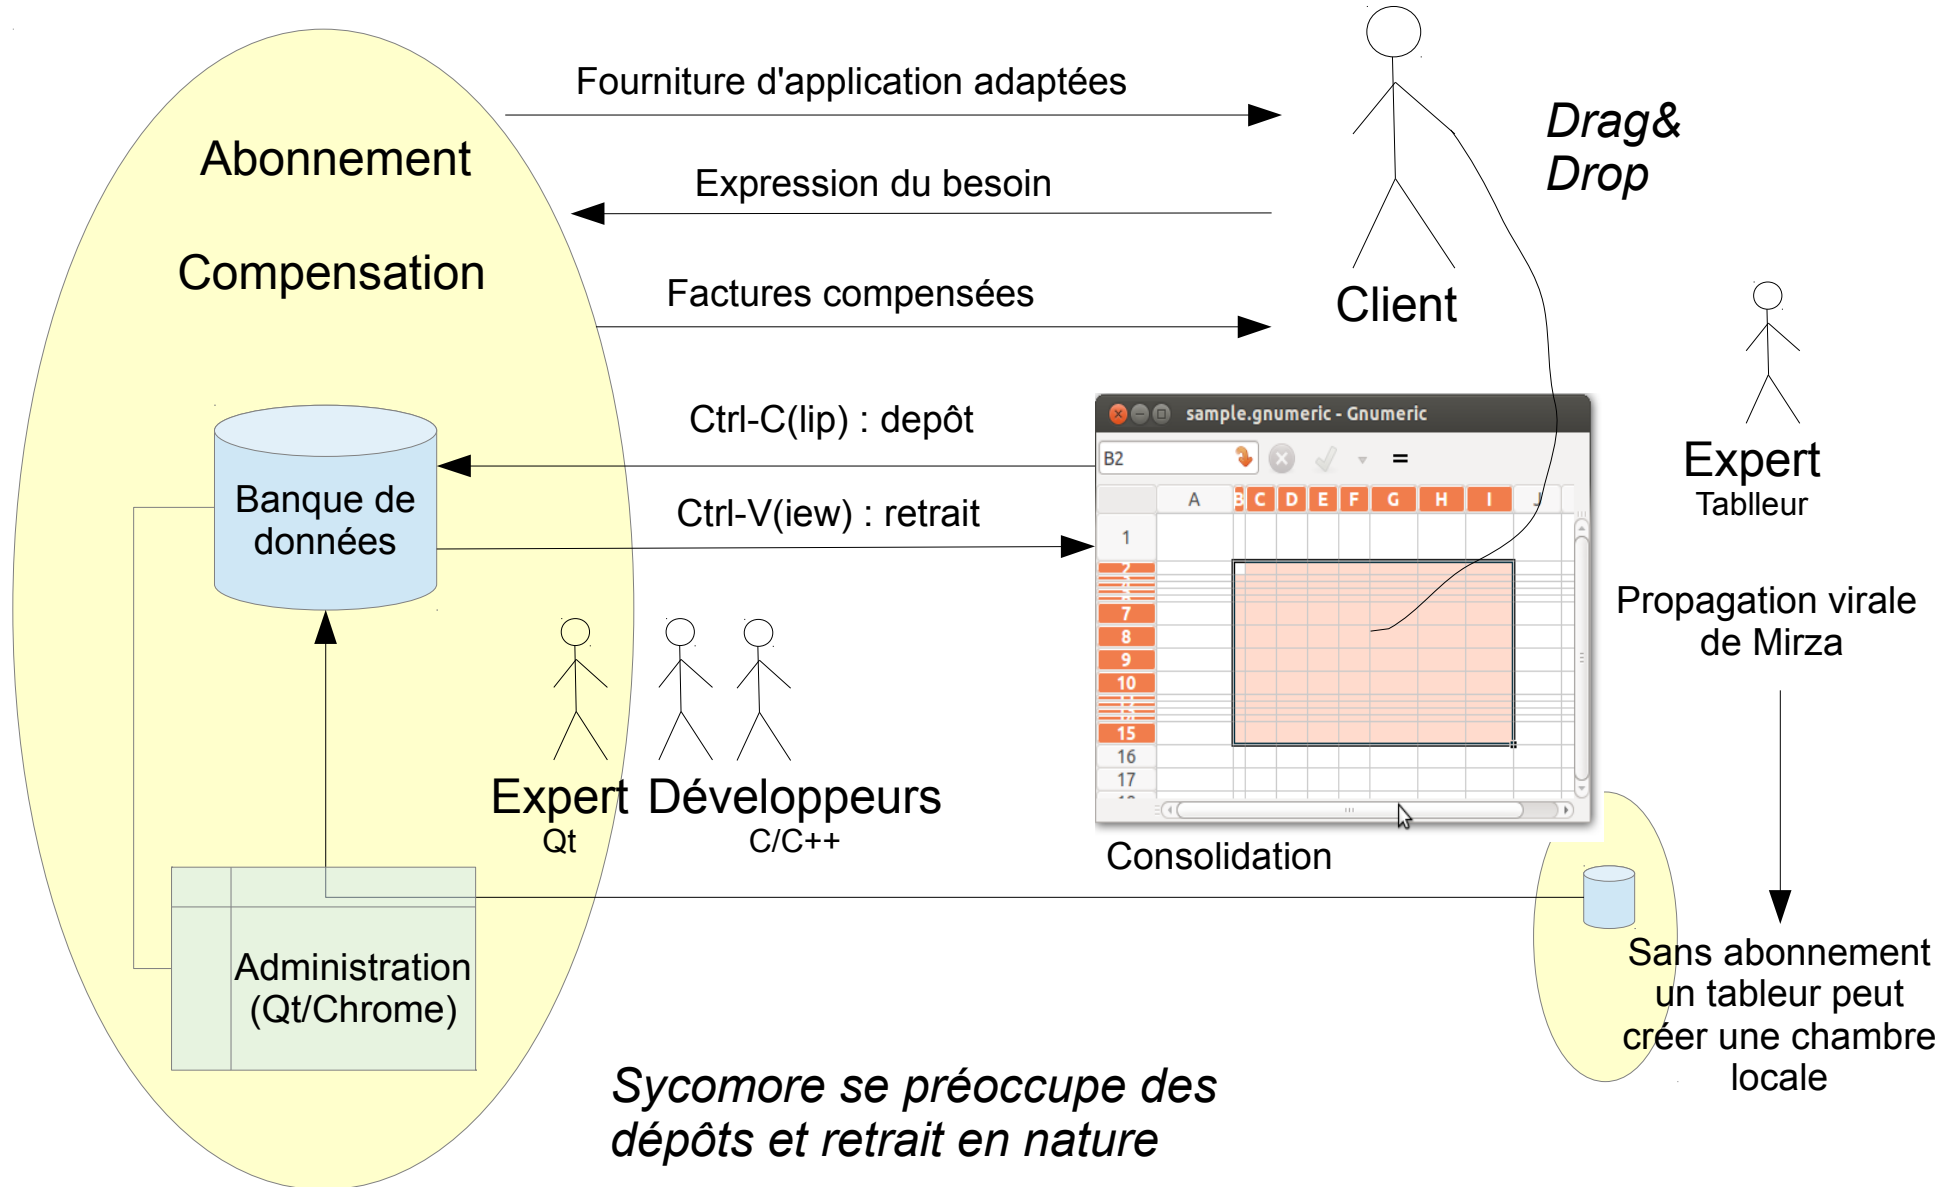 Fourniture d'application adaptées
Drag&
Drop
Abonnement
Expression du besoin
Compensation
Factures compensées
Client
Ctrl-C(lip) : depôt
sample.gnumeric - Gnumeric
B2
=
Expert
Tablleur
Banque de
données
Ctrl-V(iew) : retrait
A B C D E F G H I J
1
2
7
8
9
10
15
16
17
18
Propagation virale
de Mirza
Expert Développeurs
Qt C/C++
Consolidation
Administration
(Qt/Chrome)
Sans abonnement
un tableur peut
créer une chambre
locale
Sycomore se préoccupe des
dépôts et retrait en nature